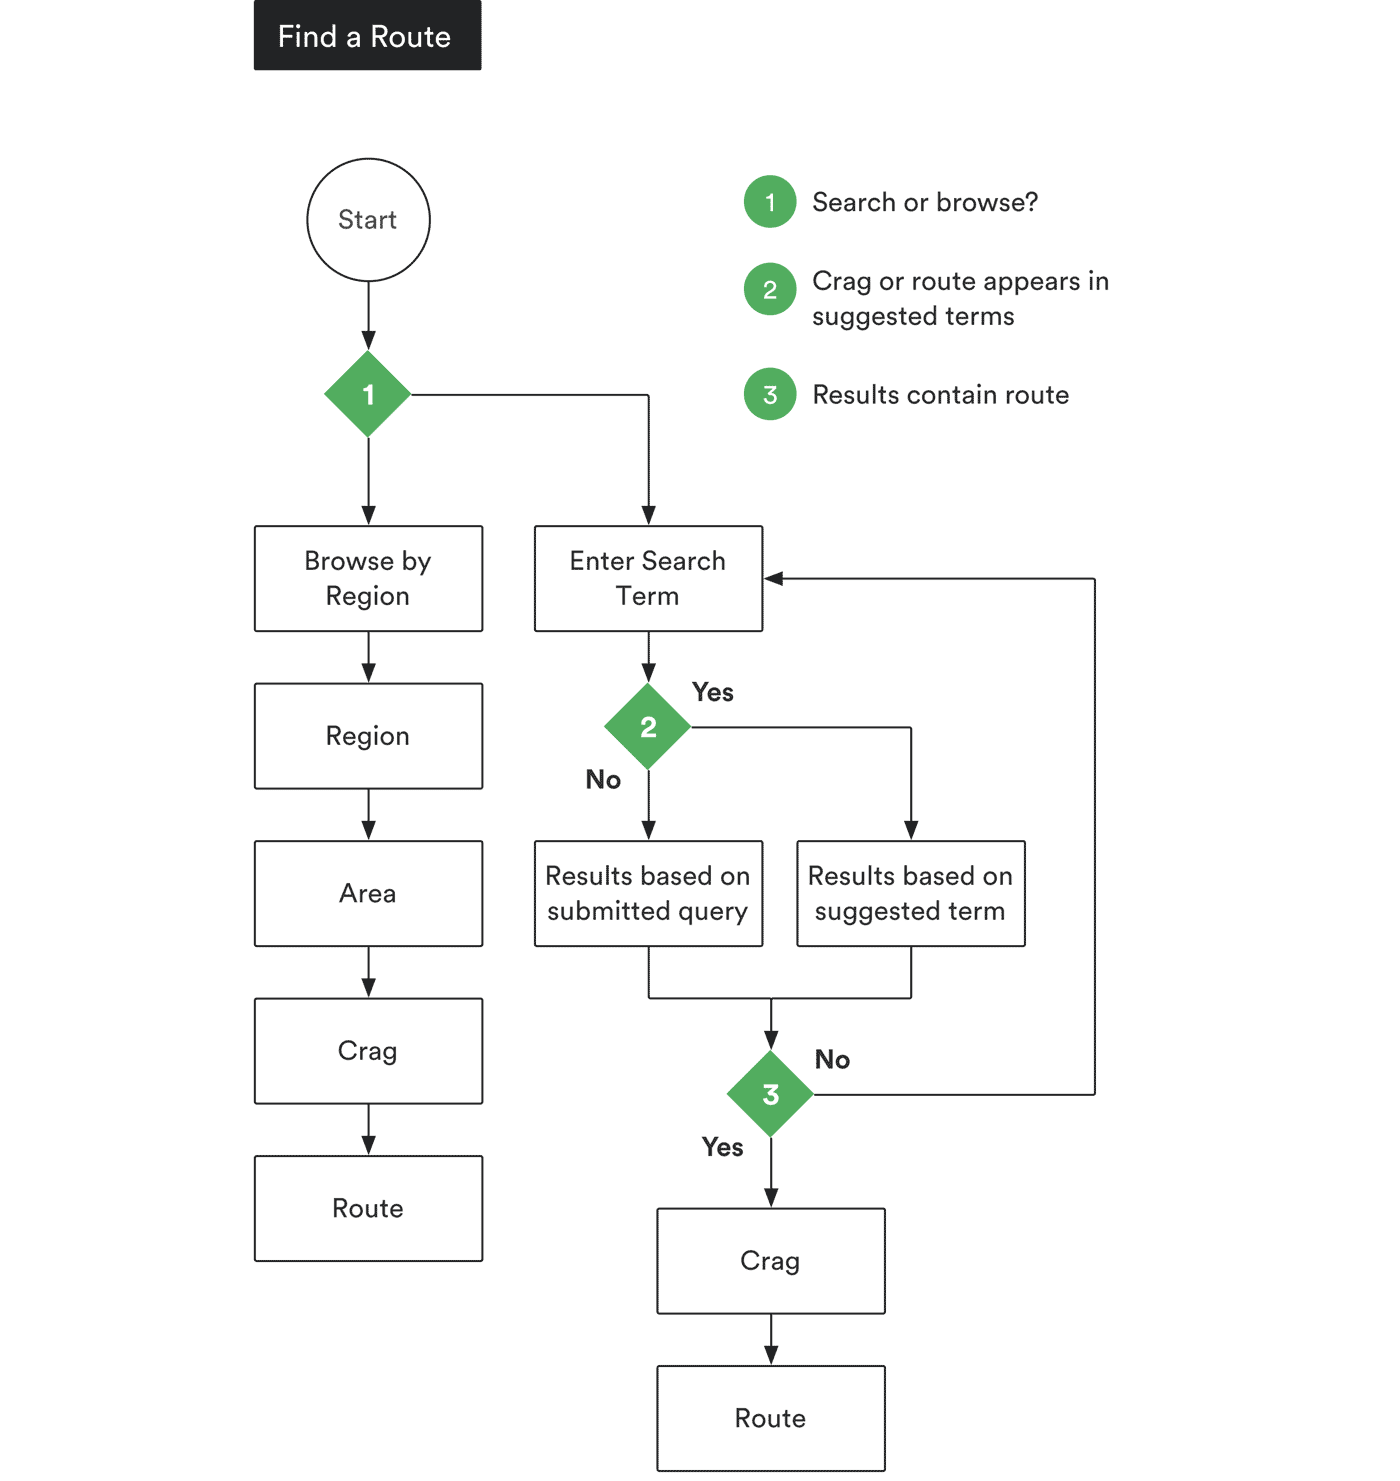 Find a Route
Start
1
Search or browse?
2
Crag or route appears in
suggested terms
3
Results contain route
1
Browse by
Region
Enter Search
Term
Region
Yes
2
No
Area
Results based on
submitted query
Results based on
suggested term
Crag
No
3
Yes
Route
Crag
Route